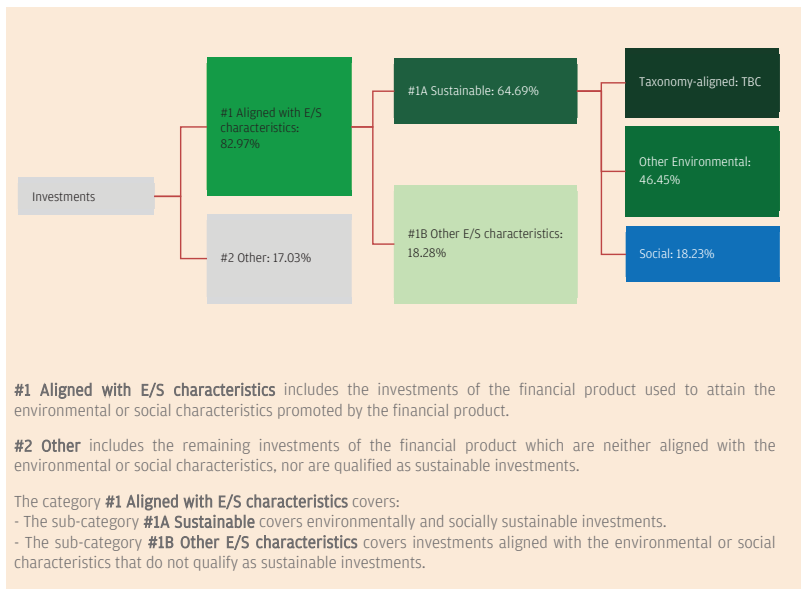 Investments
#1 Aligned with E/S
characteristics:
82.97%
#2 Other: 17.03%
#1A Sustainable: 64.69%
#1B Other E/S characteristics:
18.28%
Taxonomy-aligned: TBC
Other Environmental:
46.45%
Social: 18.23%
#1 Aligned with E/S characteristics includes the investments of the financial product used to attain the
environmental or social characteristics promoted by the financial product.
#2 Other includes the remaining investments of the financial product which are neither aligned with the
environmental or social characteristics, nor are qualified as sustainable investments.
The category #1 Aligned with E/S characteristics covers:
- The sub-category #1A Sustainable covers environmentally and socially sustainable investments.
- The sub-category #1B Other E/S characteristics covers investments aligned with the environmental or social
characteristics that do not qualify as sustainable investments.